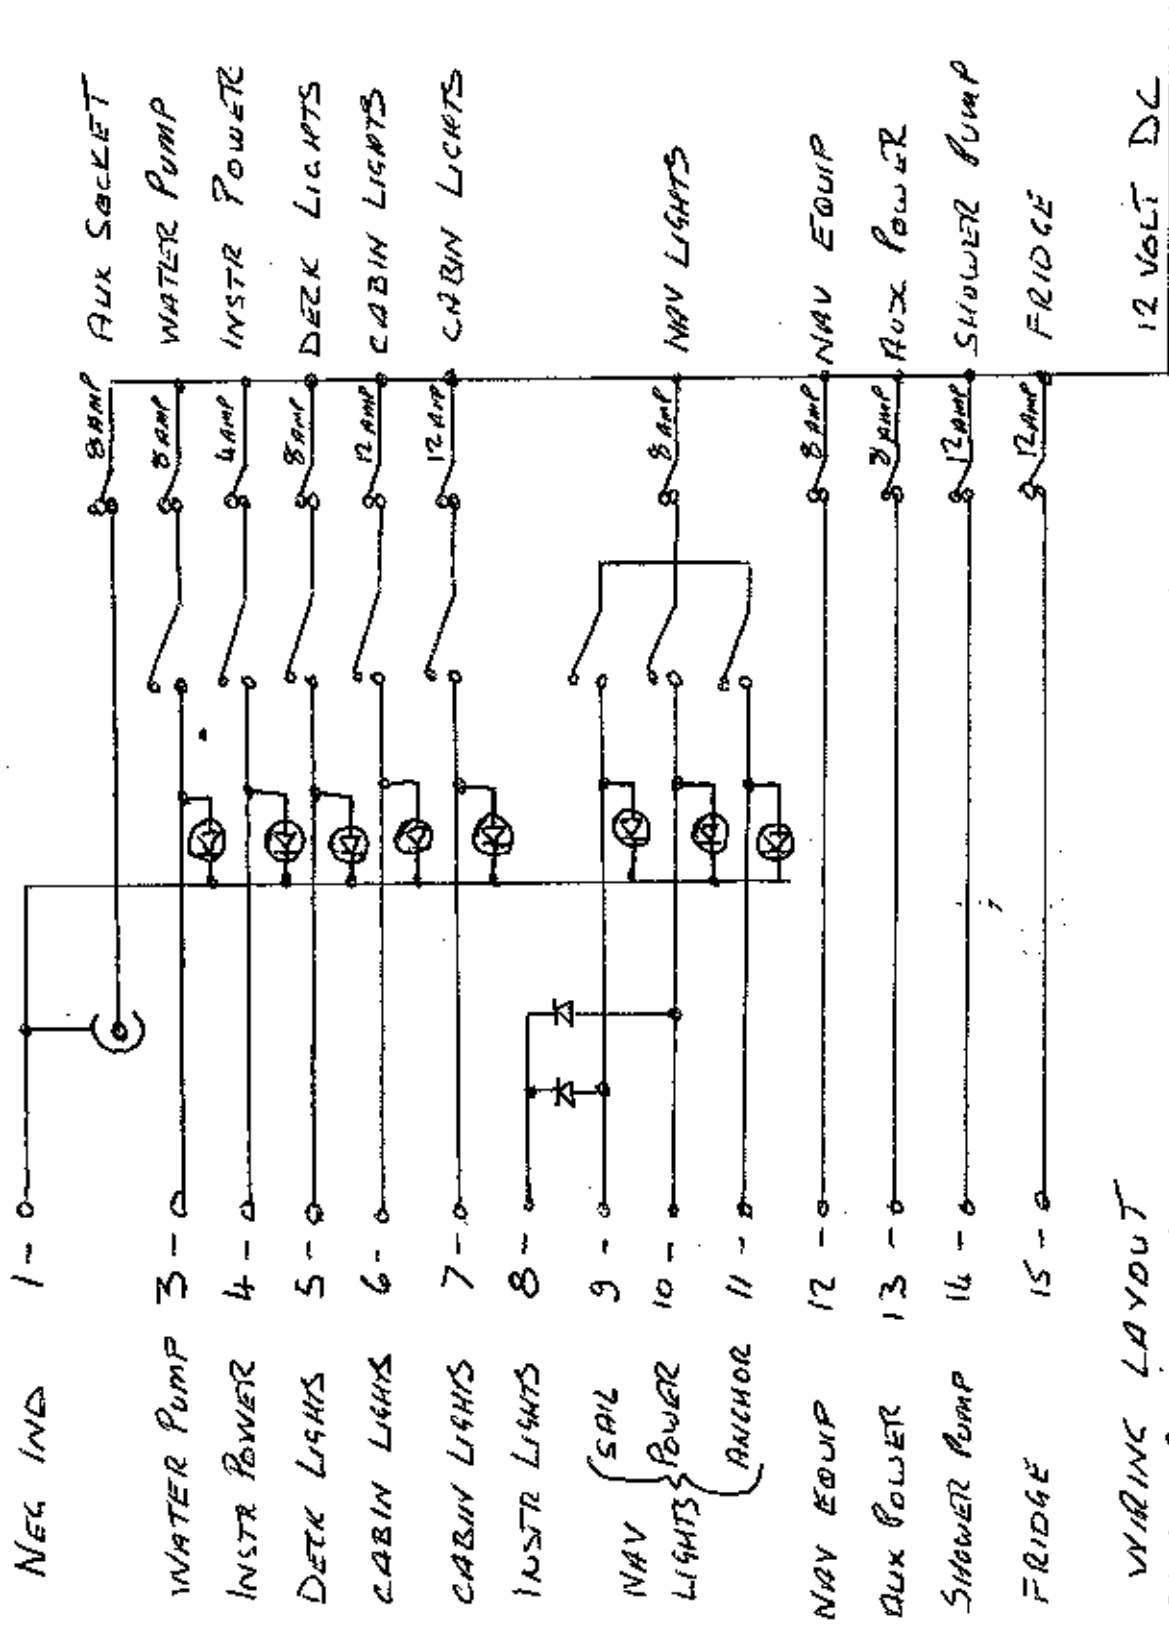 NEG IND 1-
8 AMP AUX SOCKET
WATER PUMP 3- 8 AMP WATER PUMP
INSTR POWER 4- 4 AMP INSTR POWER
DECK LIGHTS 5- 8 AMP DECK LIGHTS
CABIN LIGHTS 6- 12 AMP CABIN LIGHTS
CABIN LIGHTS 7- 12 AMP CABIN LIGHTS
INSTR LIGHTS 8-
NAV LIGHTS
SAIL 9-
POWER 10- 8 AMP NAV LIGHTS
ANCHOR 11-
NAV EQUIP 12- 8 AMP NAV EQUIP
AUX POWER 13- 8 AMP AUX POWER
SHOWER PUMP 14- 12 AMP SHOWER PUMP
FRIDGE 15- 12 AMP FRIDGE
WIRING LAYOUT 12 VOLT DC